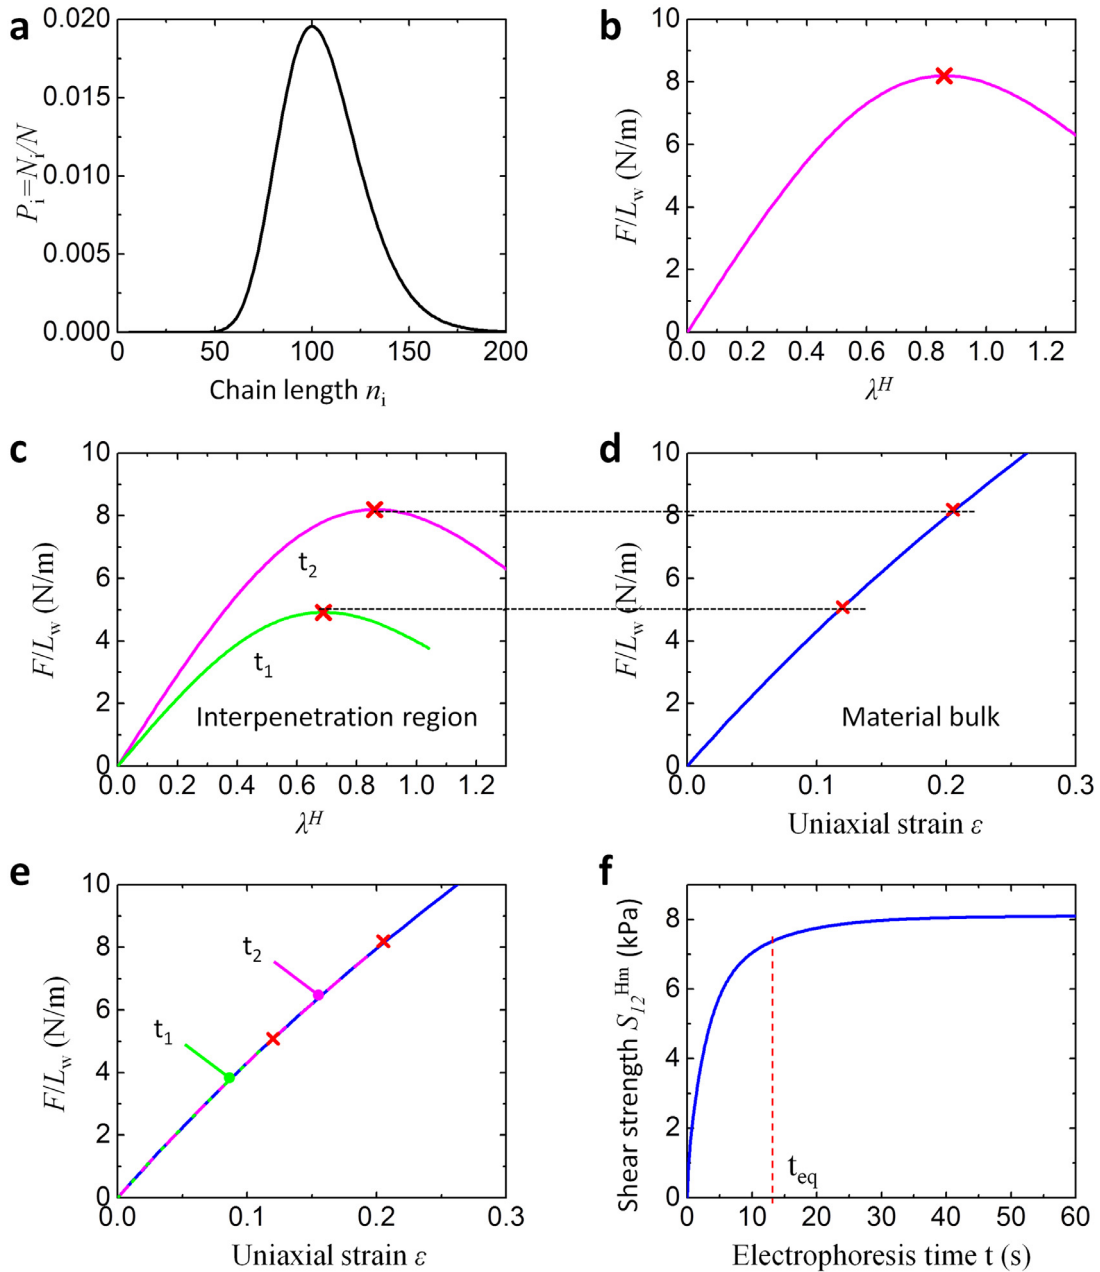 a
0.020
0.015
0.010
0.005
0.000
P_i=N_i/N
0
50
100
150
200
Chain length n_i
b
10
8
6
4
2
0
F/L_w (N/m)
0.0 0.2 0.4 0.6 0.8 1.0 1.2
λ^H
c
10
8
6
4
2
0
F/L_w (N/m)
t_2
t_1
Interpenetration region
0.0 0.2 0.4 0.6 0.8 1.0 1.2
λ^H
d
10
8
6
4
2
0
F/L_w (N/m)
Material bulk
0.0 0.1 0.2 0.3
Uniaxial strain ε
e
10
8
6
4
2
0
F/L_w (N/m)
t_2
t_1
0.0 0.1 0.2 0.3
Uniaxial strain ε
f
8
6
4
2
0
Shear strength S_12^Hm (kPa)
t_eq
0 10 20 30 40 50 60
Electrophoresis time t (s)